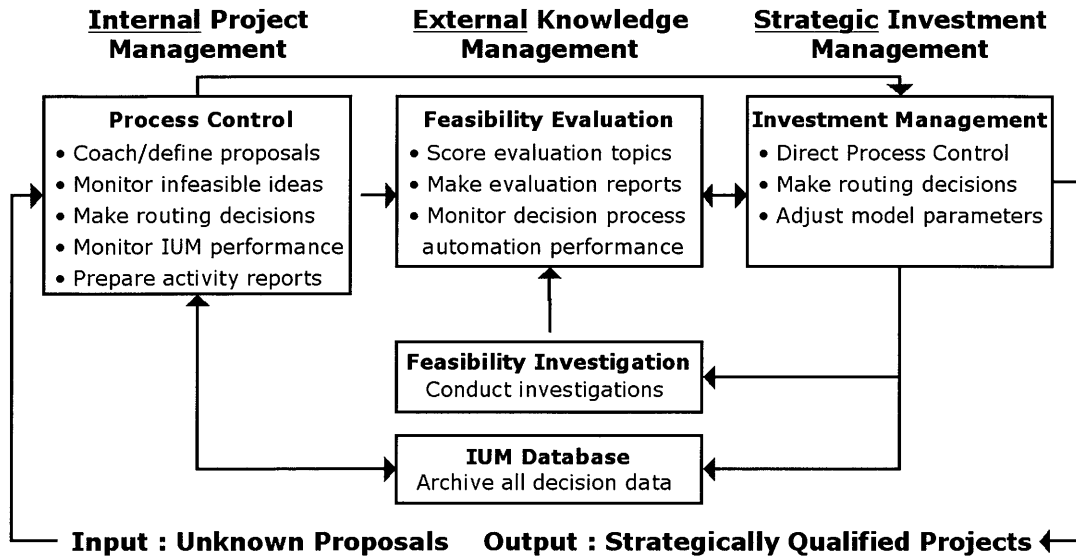 Internal Project
Management
External Knowledge
Management
Strategic Investment
Management
Process Control
• Coach/define proposals
• Monitor infeasible ideas
• Make routing decisions
• Monitor IUM performance
• Prepare activity reports
Feasibility Evaluation
• Score evaluation topics
• Make evaluation reports
• Monitor decision process
automation performance
Investment Management
• Direct Process Control
• Make routing decisions
• Adjust model parameters
Feasibility Investigation
Conduct investigations
IUM Database
Archive all decision data
Input : Unknown Proposals
Output : Strategically Qualified Projects